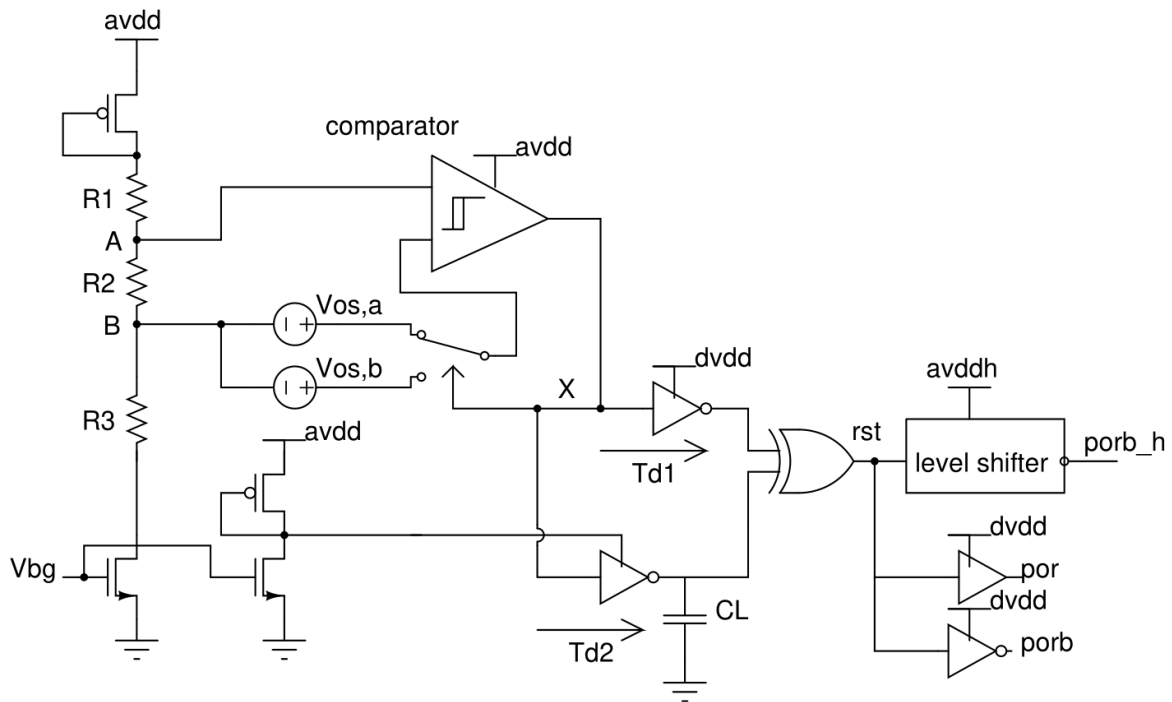 avdd
comparator
avdd
R1
A
R2
Vos,a
B
Vos,b
dvdd
X
avddh
R3
avdd
rst
porb_h
level shifter
Td1
dvdd
Vbg
por
dvdd
CL
Td2
porb